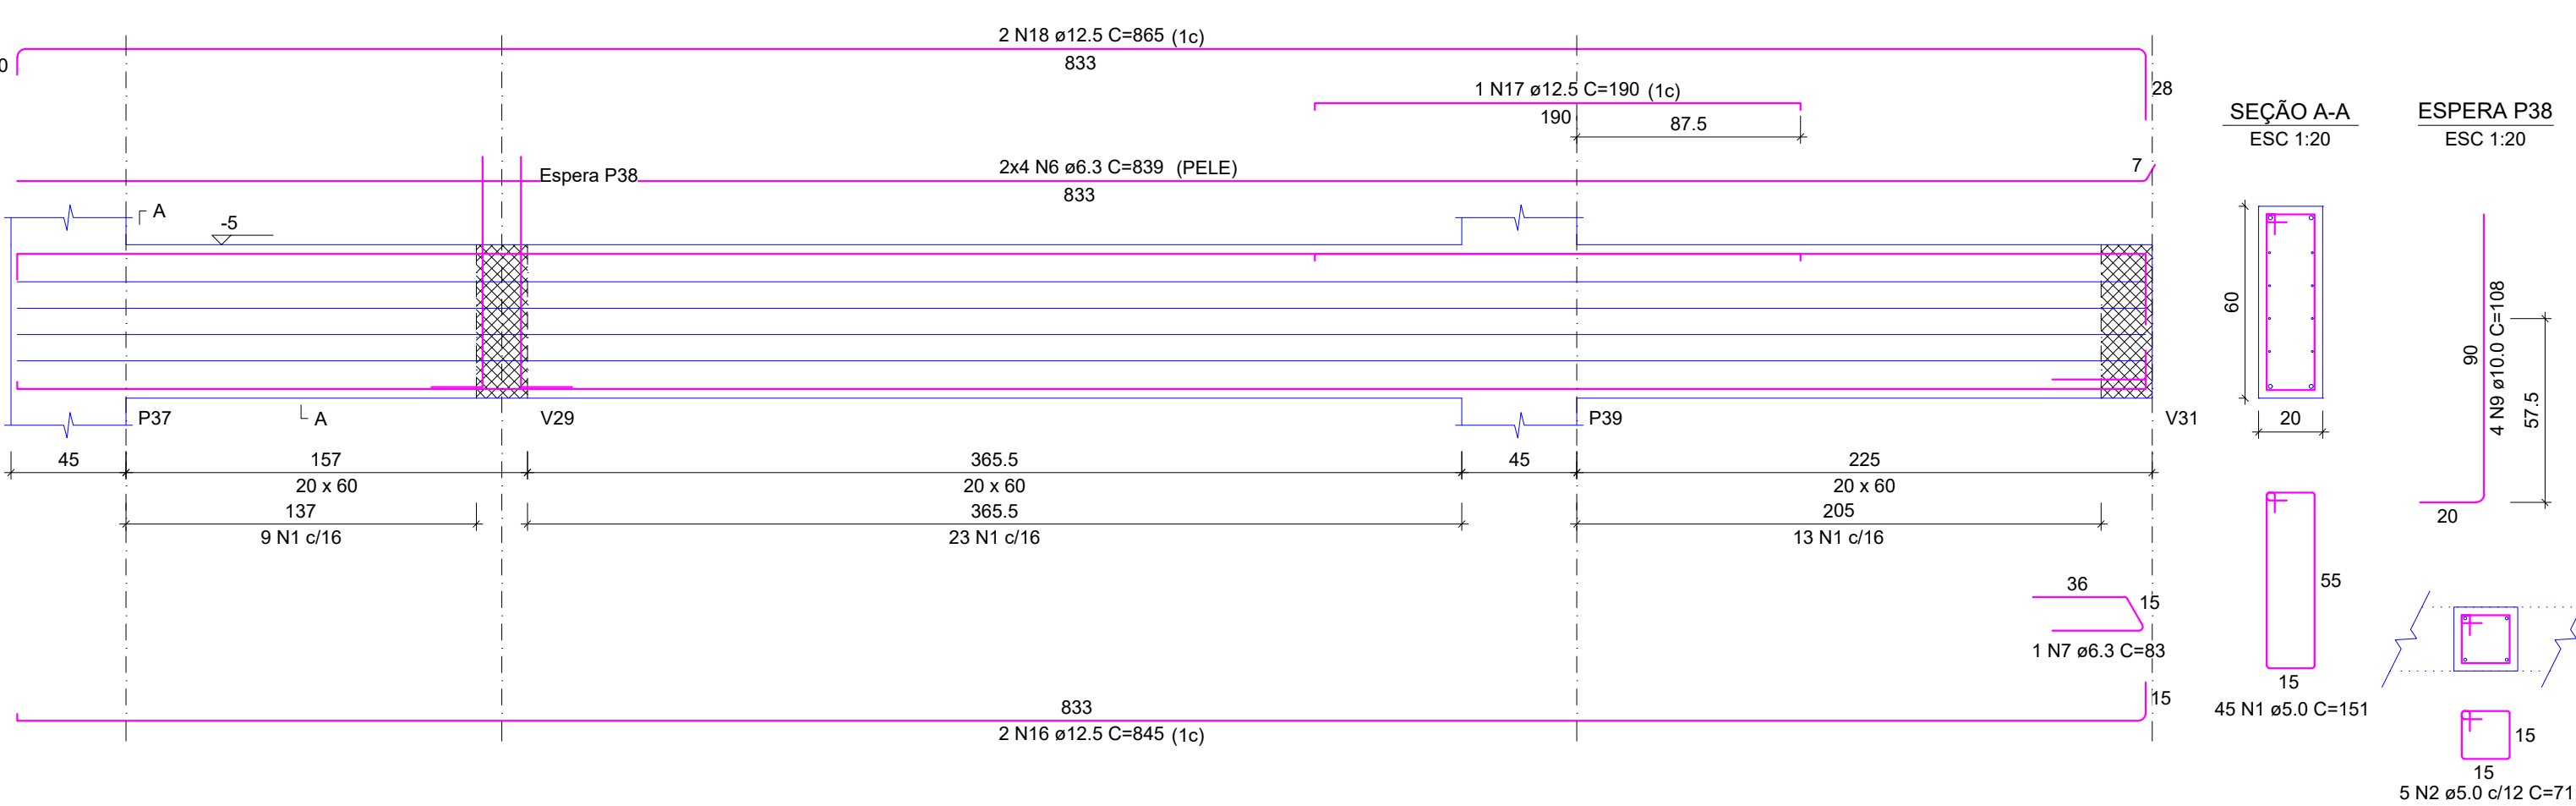 2 N18 ø12.5 C=865 (1c)
0
833
1 N17 ø12.5 C=190 (1c)
28
190
87.5
SEÇÃO A-A
ESC 1:20
ESPERA P38
ESC 1:20
Espera P38
2x4 N6 ø6.3 C=839 (PELE)
7
833
A
-5
60
20
90
4 N9 ø10.0 C=108
57.5
20
P37
A
V29
P39
V31
45
157
365.5
45
225
20 x 60
20 x 60
20 x 60
137
365.5
205
9 N1 c/16
23 N1 c/16
13 N1 c/16
36
15
1 N7 ø6.3 C=83
55
15
45 N1 ø5.0 C=151
833
15
2 N16 ø12.5 C=845 (1c)
15
15
5 N2 ø5.0 c/12 C=71